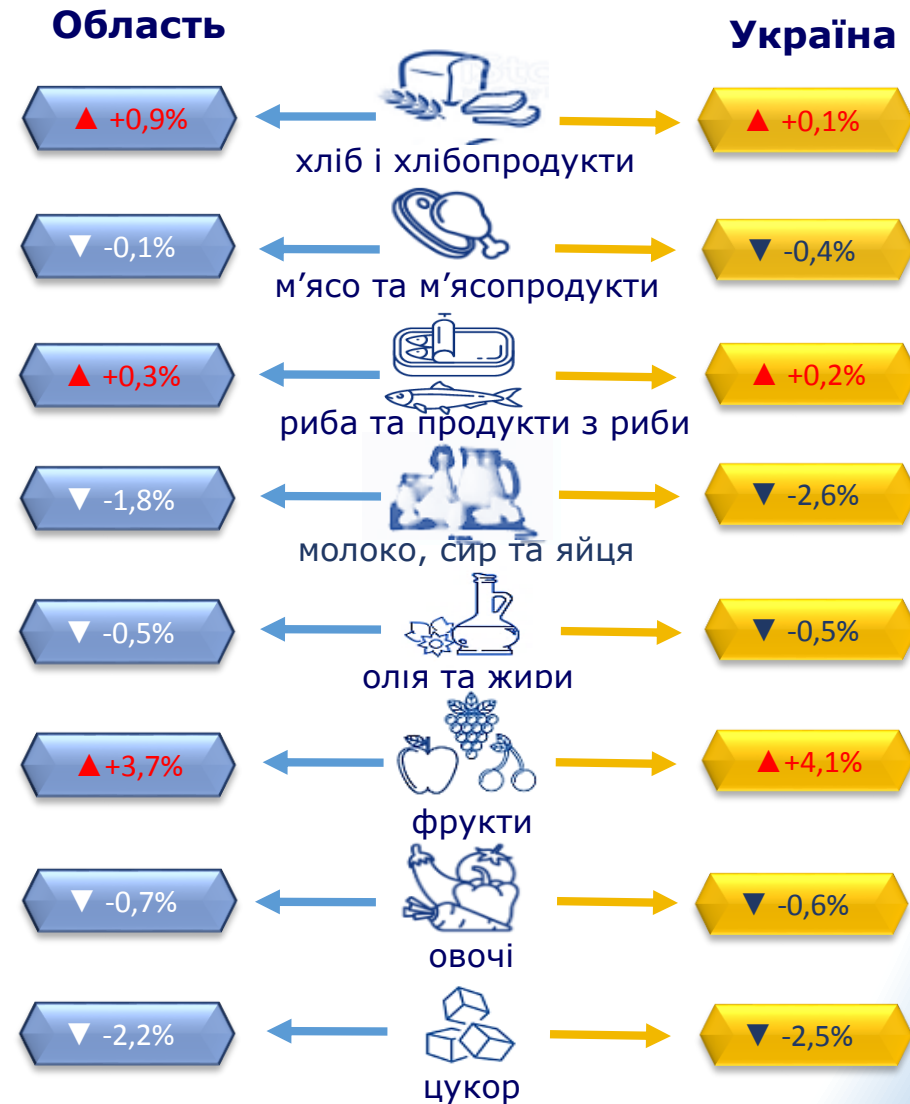 Область
Україна
▲ +0,9%
▲ +0,1%
хліб і хлібопродукти
▼ -0,1%
▼ -0,4%
м’ясо та м’ясопродукти
▲ +0,3%
▲ +0,2%
риба та продукти з риби
▼ -1,8%
▼ -2,6%
молоко, сир та яйця
▼ -0,5%
▼ -0,5%
олія та жири
▲+3,7%
▲+4,1%
фрукти
▼ -0,7%
▼ -0,6%
овочі
▼ -2,2%
▼ -2,5%
цукор